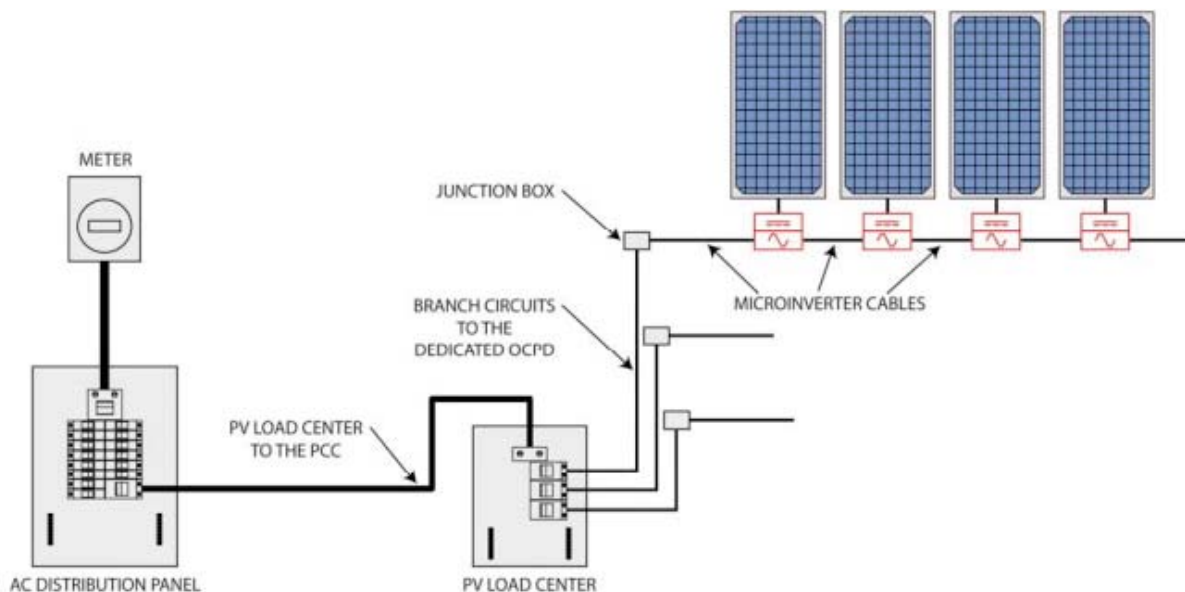 METER
JUNCTION BOX
MICROINVERTER CABLES
BRANCH CIRCUITS
TO THE
DEDICATED OCPD
PV LOAD CENTER
TO THE PCC
AC DISTRIBUTION PANEL
PV LOAD CENTER